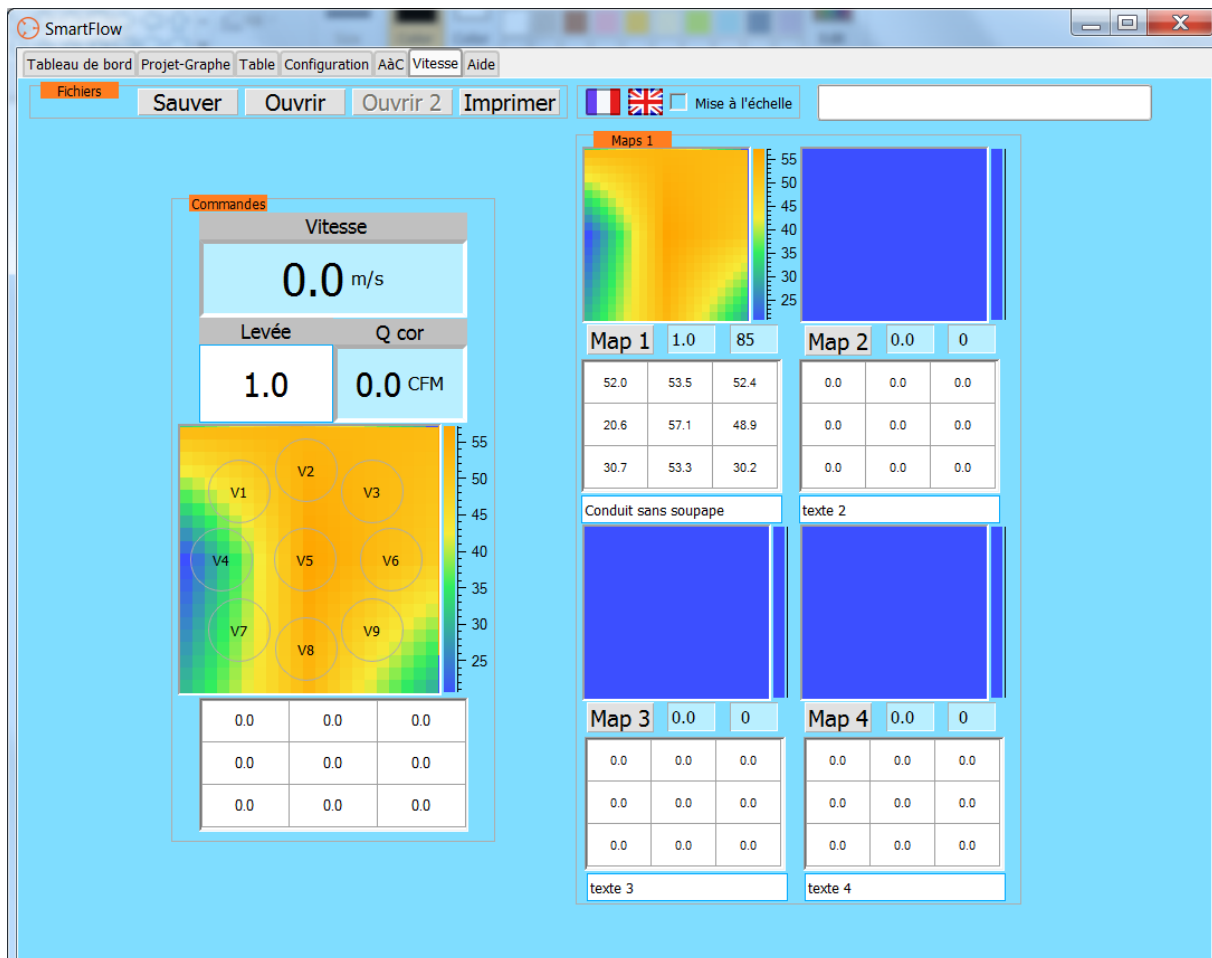 SmartFlow
Tableau de bord Projet-Graphe Table Configuration AàC Vitesse Aide
Fichiers
Sauver Ouvrir Ouvrir 2 Imprimer Mise à l'échelle
Maps 1
55
50
45
40
35
30
25
Commandes
Vitesse
0.0 m/s
Levée Q cor
1.0 0.0 CFM
V1 V2 V3
V4 V5 V6
V7 V8 V9
55
50
45
40
35
30
25
0.0 0.0 0.0
0.0 0.0 0.0
0.0 0.0 0.0
Map 1 1.0 85
52.0 53.5 52.4
20.6 57.1 48.9
30.7 53.3 30.2
Conduit sans soupape
Map 2 0.0 0
0.0 0.0 0.0
0.0 0.0 0.0
0.0 0.0 0.0
texte 2
Map 3 0.0 0
0.0 0.0 0.0
0.0 0.0 0.0
0.0 0.0 0.0
texte 3
Map 4 0.0 0
0.0 0.0 0.0
0.0 0.0 0.0
0.0 0.0 0.0
texte 4